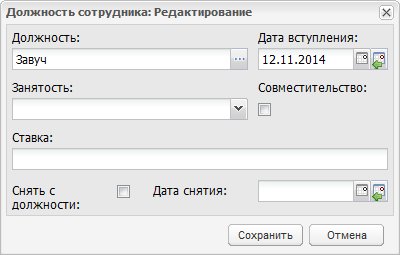 Должность сотрудника: Редактирование
Должность: Дата вступления:
Завуч ... 12.11.2014
Занятость: Совместительство:
Ставка:
Снять с Дата снятия:
должности:
Сохранить Отмена